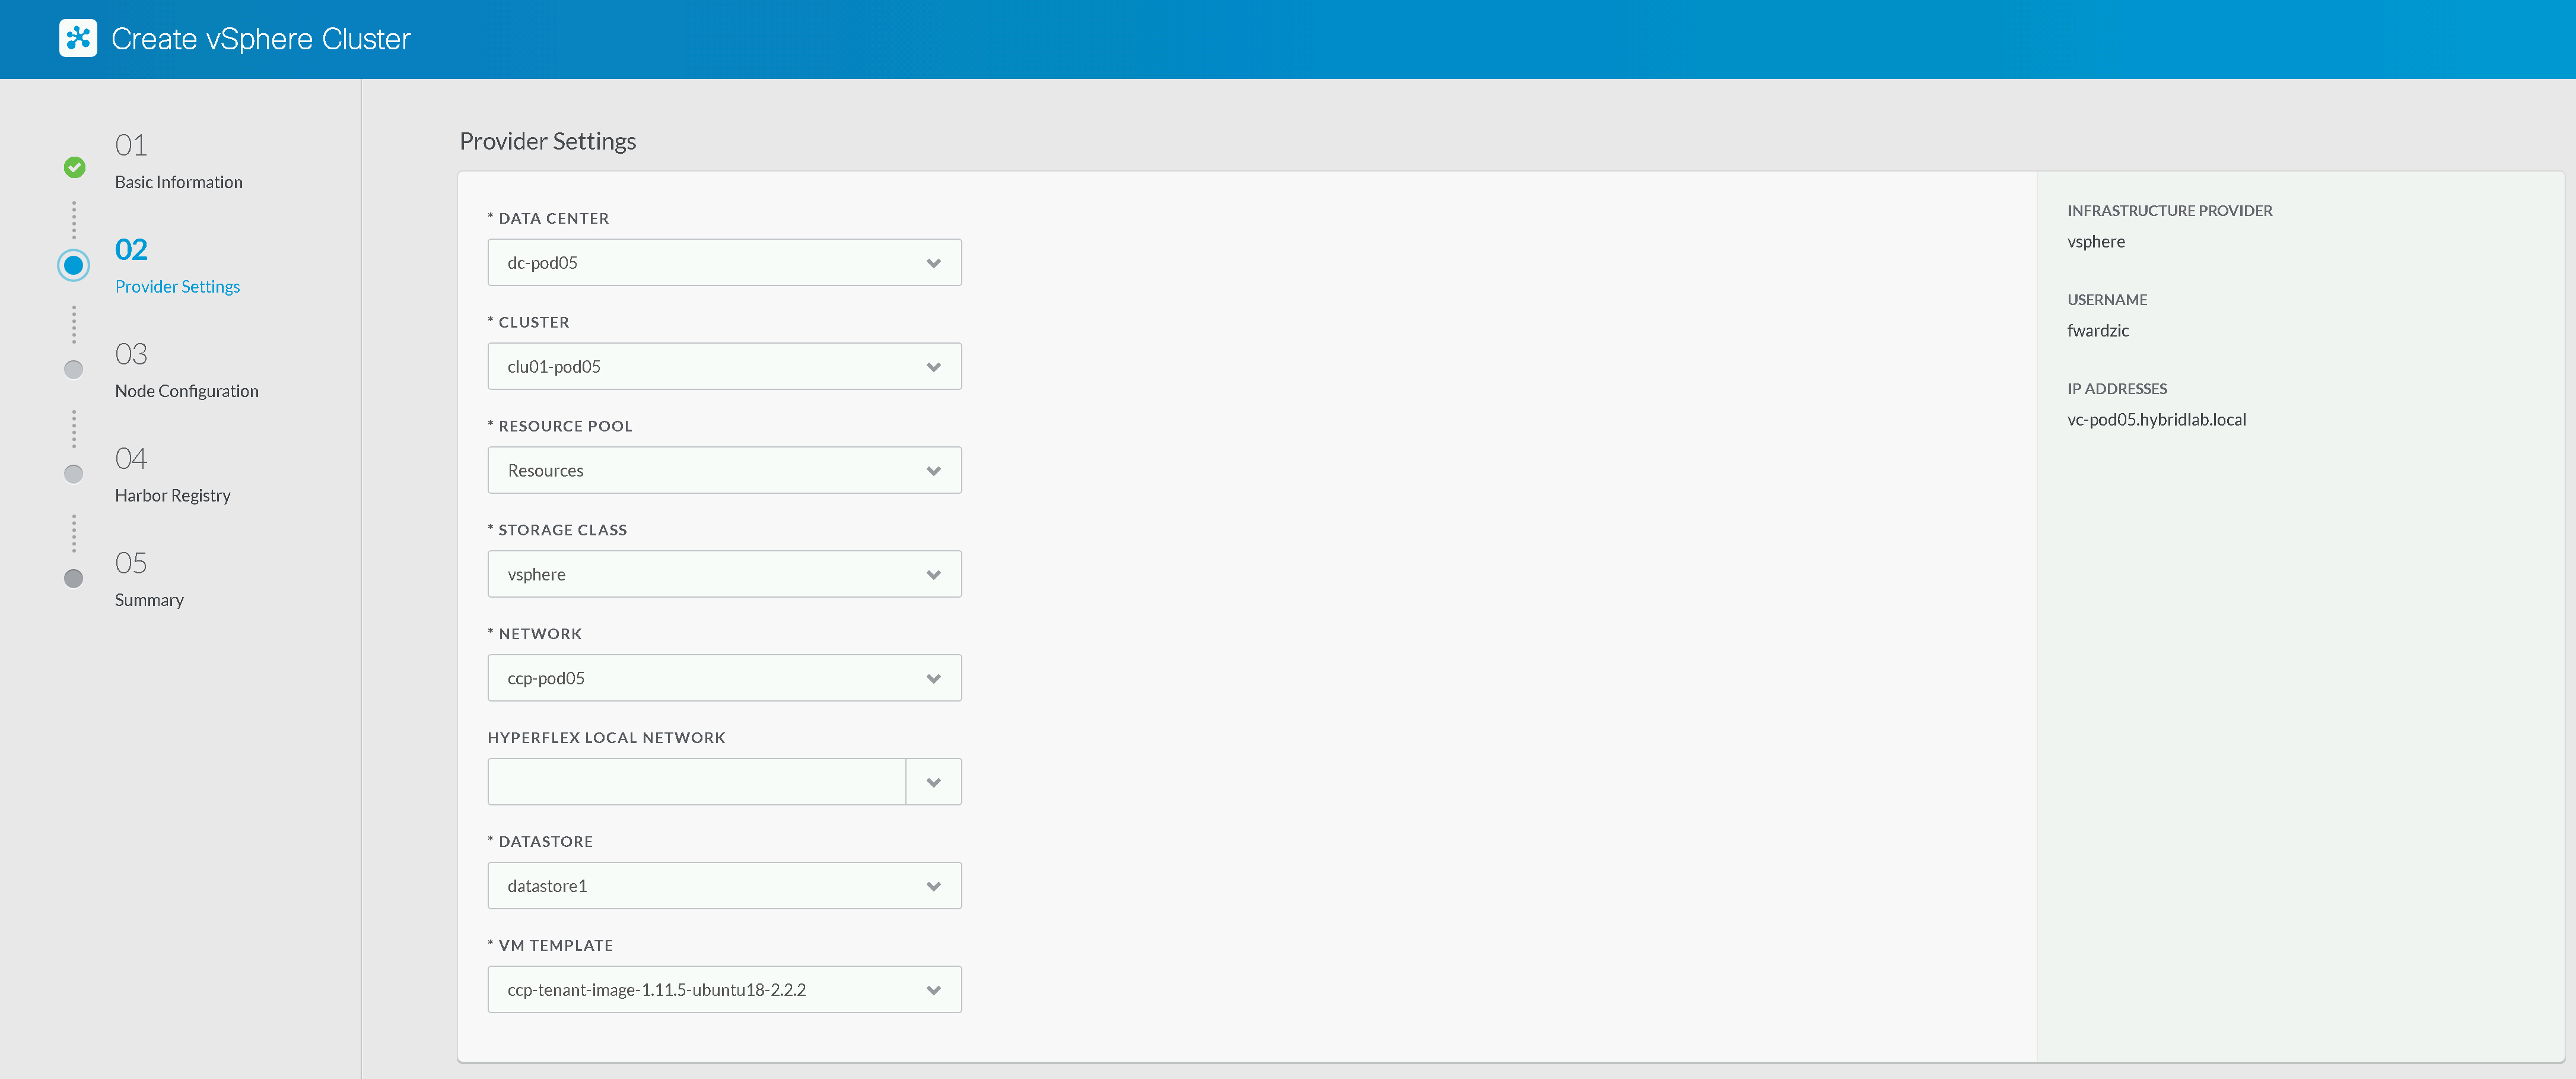 Create vSphere Cluster
01
Basic Information
02
Provider Settings
03
Node Configuration
04
Harbor Registry
05
Summary
Provider Settings
* DATA CENTER
dc-pod05
* CLUSTER
clu01-pod05
* RESOURCE POOL
Resources
* STORAGE CLASS
vsphere
* NETWORK
ccp-pod05
HYPERFLEX LOCAL NETWORK
* DATASTORE
datastore1
* VM TEMPLATE
ccp-tenant-image-1.11.5-ubuntu18-2.2.2
INFRASTRUCTURE PROVIDER
vsphere
USERNAME
fwardzic
IP ADDRESSES
vc-pod05.hybridlab.local